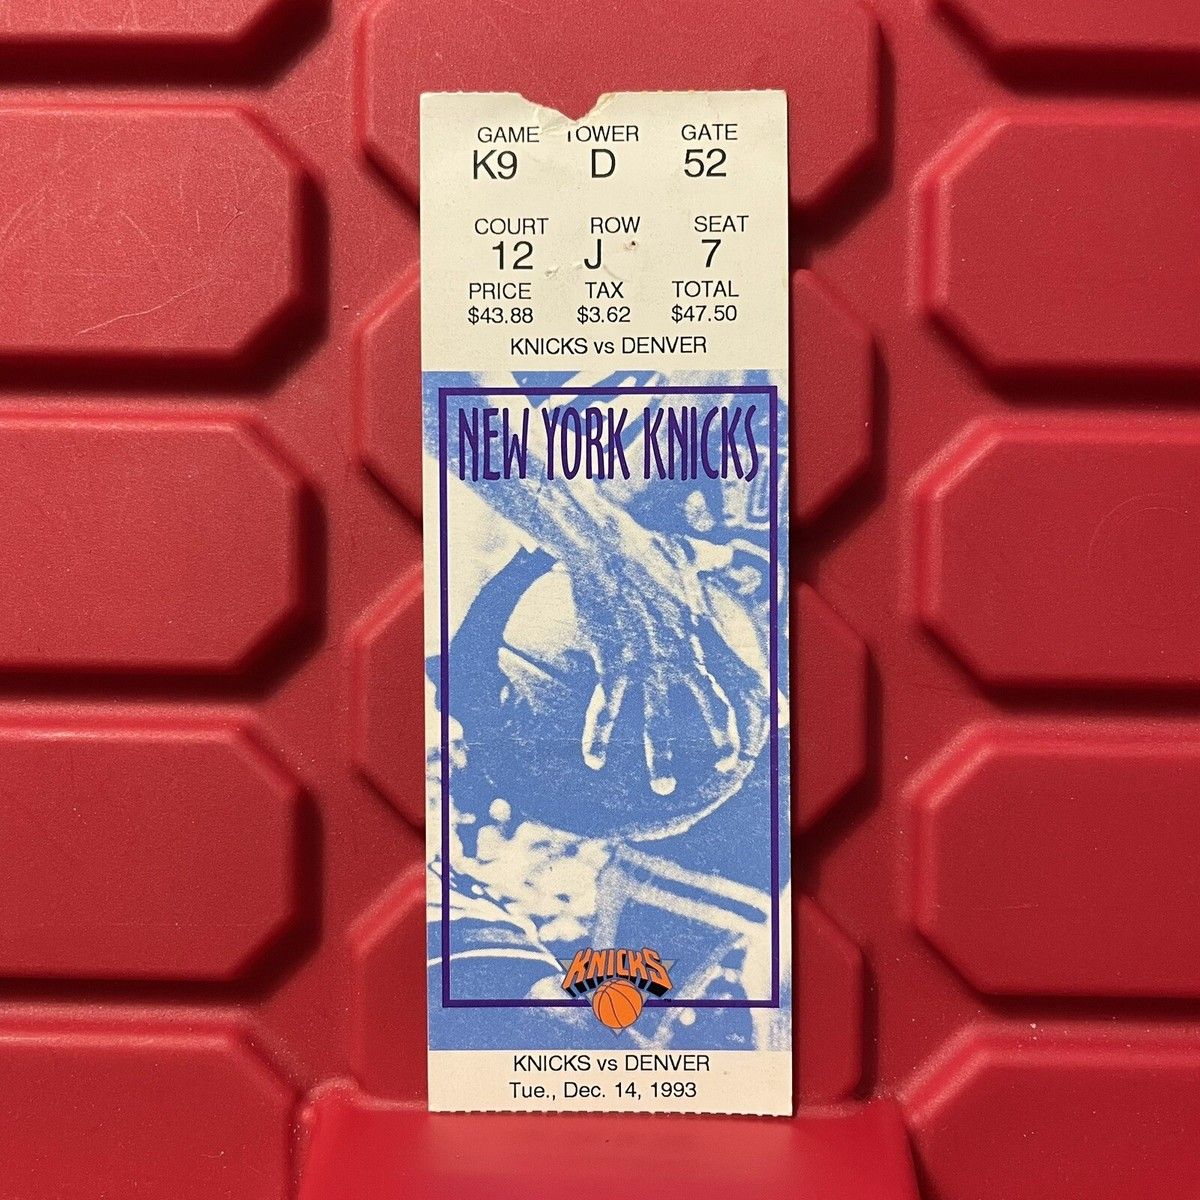 GAME TOWER GATE
K9 D 52
COURT ROW SEAT
12 J 7
PRICE TAX TOTAL
$43.88 $3.62 $47.50
KNICKS vs DENVER
NEW YORK KNICKS
KNICKS
KNICKS vs DENVER
Tue., Dec. 14, 1993